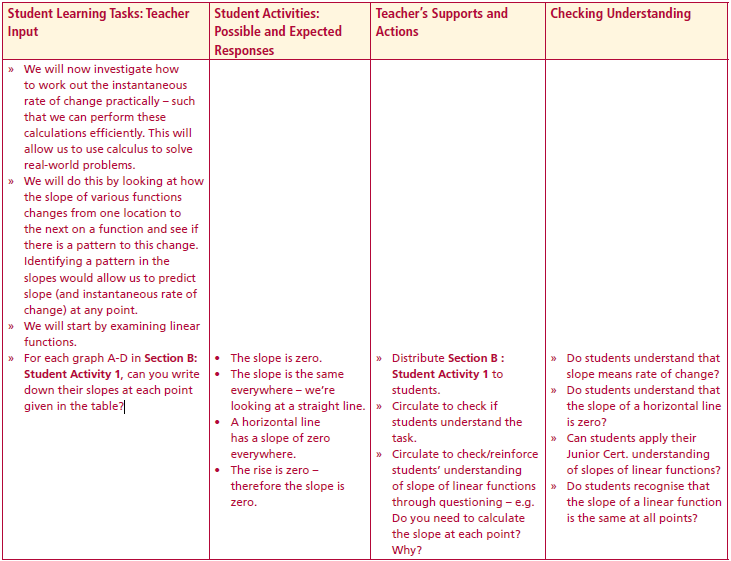 Student Learning Tasks: Teacher
Input
Student Activities:
Possible and Expected
Responses
Teacher's Supports and
Actions
Checking Understanding
» We will now investigate how
to work out the instantaneous
rate of change practically – such
that we can perform these
calculations efficiently. This will
allow us to use calculus to solve
real-world problems.
» We will do this by looking at how
the slope of various functions
changes from one location to
the next on a function and see if
there is a pattern to this change.
Identifying a pattern in the
slopes would allow us to predict
slope (and instantaneous rate of
change) at any point.
» We will start by examining linear
functions.
» For each graph A-D in Section B:
Student Activity 1, can you write
down their slopes at each point
given in the table?
• The slope is zero.
• The slope is the same
everywhere – we're
looking at a straight line.
• A horizontal line
has a slope of zero
everywhere.
• The rise is zero –
therefore the slope is
zero.
» Distribute Section B :
Student Activity 1 to
students.
» Circulate to check if
students understand the
task.
» Circulate to check/reinforce
students' understanding
of slope of linear functions
through questioning – e.g.
Do you need to calculate
the slope at each point?
Why?
» Do students understand that
slope means rate of change?
» Do students understand that
the slope of a horizontal line
is zero?
» Can students apply their
Junior Cert. understanding
of slopes of linear functions?
» Do students recognise that
the slope of a linear function
is the same at all points?